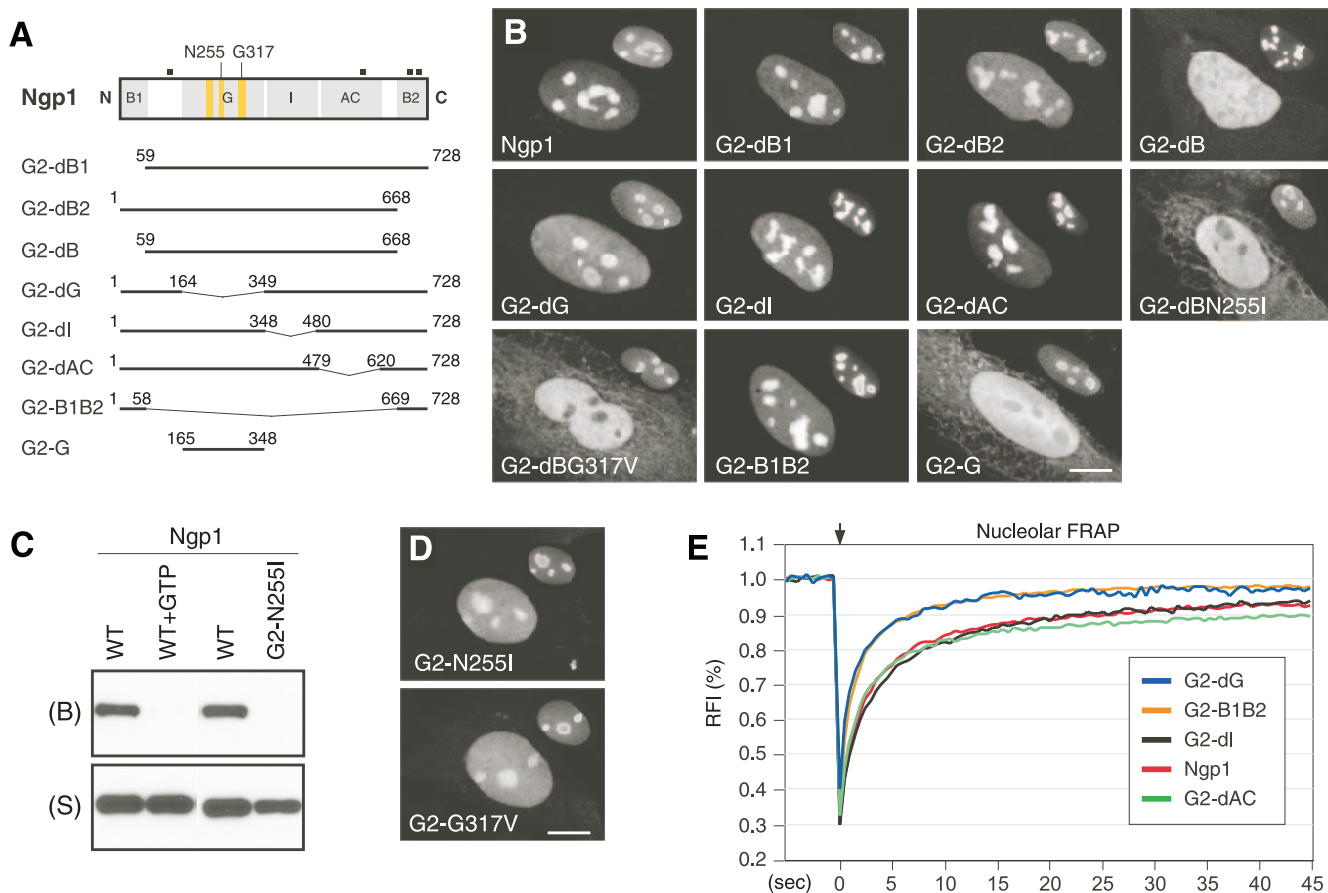 A
N255 G317
Ngp1 N B1 G I AC B2 C
G2-dB1 59 728
G2-dB2 1 668
G2-dB 59 668
G2-dG 1 164 349 728
G2-dI 1 348 480 728
G2-dAC 1 479 620 728
G2-B1B2 1 58 669 728
G2-G 165 348
B
Ngp1 G2-dB1 G2-dB2 G2-dB
G2-dG G2-dI G2-dAC G2-dBN255I
G2-dBG317V G2-B1B2 G2-G
C
Ngp1
WT WT+GTP WT G2-N255I
(B)
(S)
D
G2-N255I
G2-G317V
E
Nucleolar FRAP
RFI (%)
1.1
1.0
0.9
0.8
0.7
0.6
0.5
0.4
0.3
0.2
G2-dG
G2-B1B2
G2-dI
Ngp1
G2-dAC
(sec) 0 5 10 15 20 25 30 35 40 45